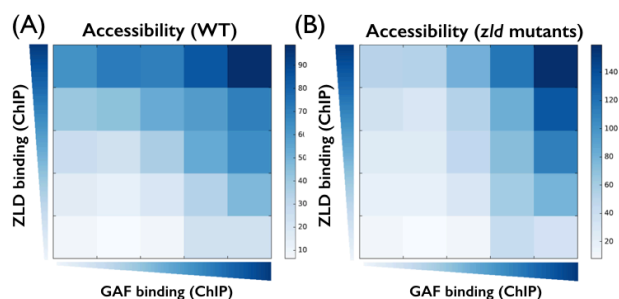 (A)
Accessibility (WT)
ZLD binding (ChIP)
90
80
70
60
50
40
30
20
10
GAF binding (ChIP)
(B)
Accessibility (zld mutants)
ZLD binding (ChIP)
140
120
100
80
60
40
20
GAF binding (ChIP)